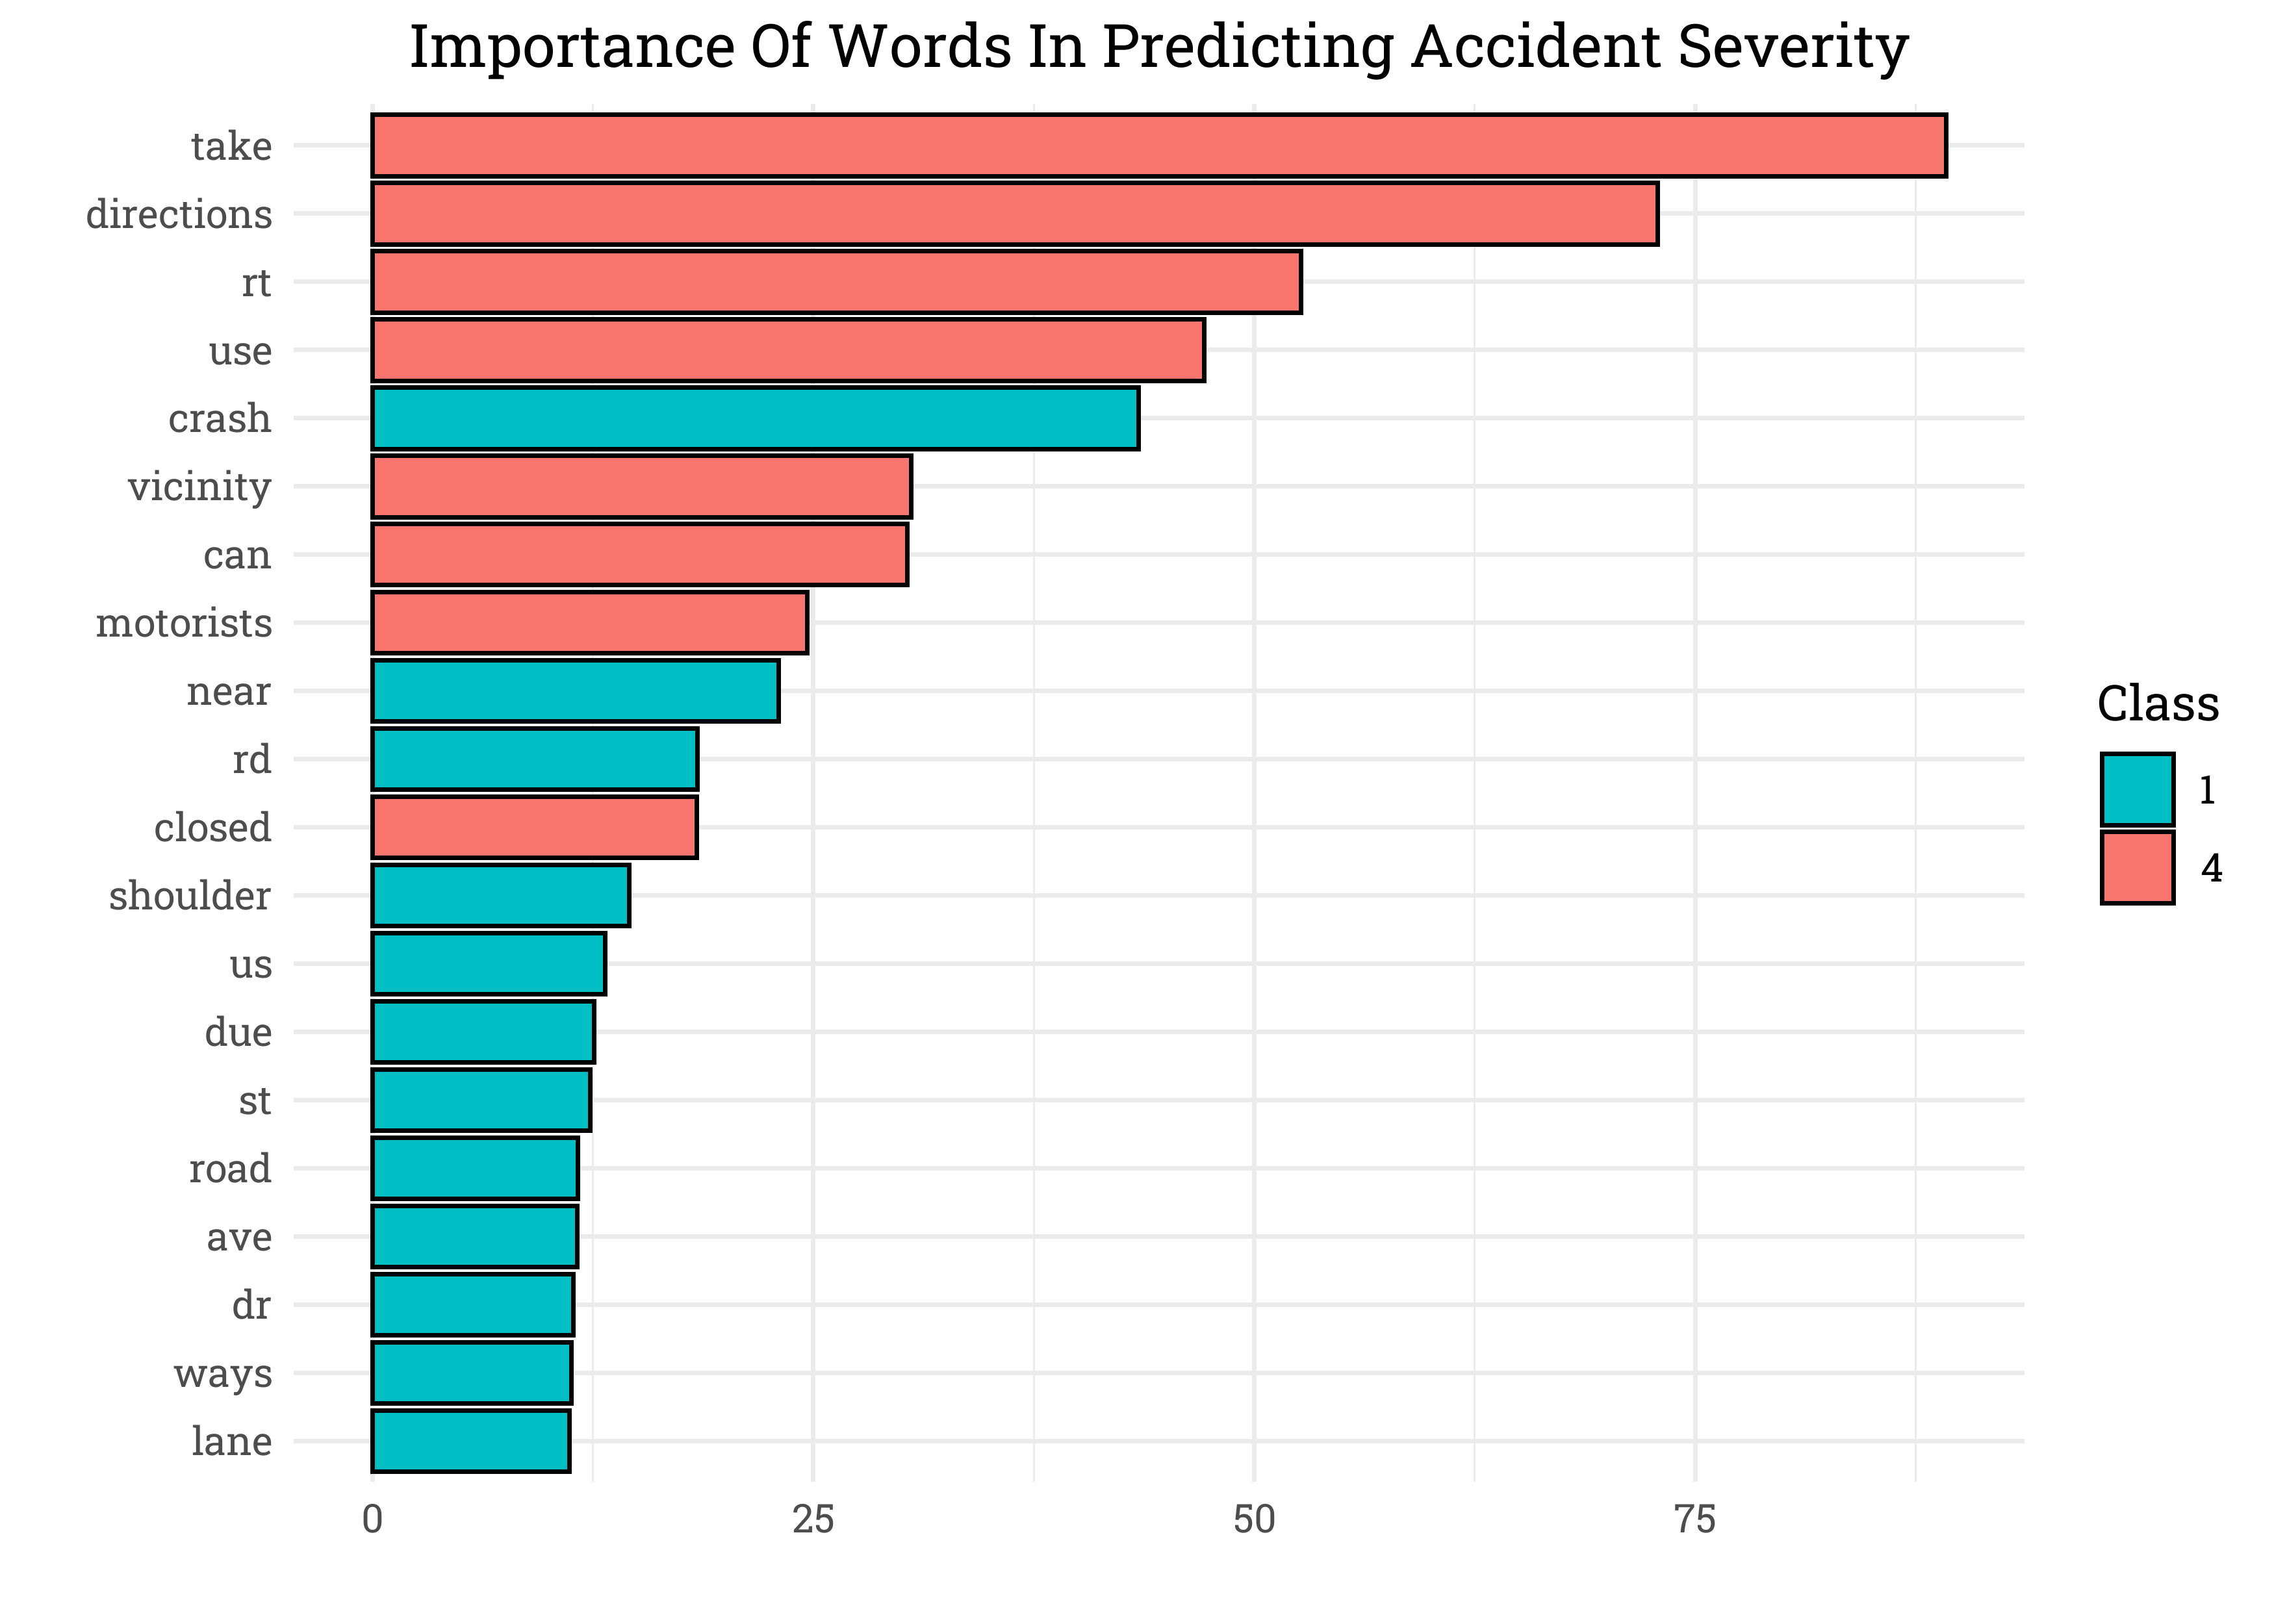 Importance Of Words In Predicting Accident Severity
take
directions
rt
use
crash
vicinity
can
motorists
near
rd
closed
shoulder
us
due
st
road
ave
dr
ways
lane
0 25 50 75
Class
1
4